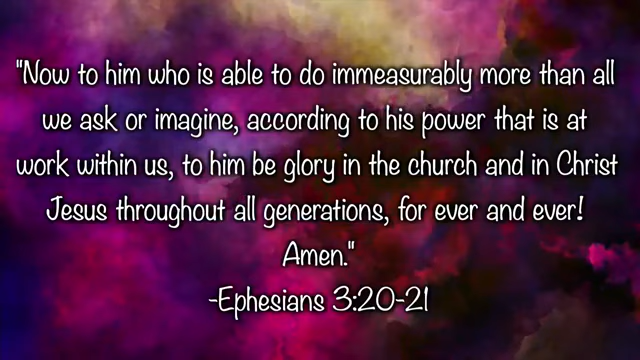 "Now to him who is able to do immeasurably more than all
we ask or imagine, according to his power that is at
work within us, to him be glory in the church and in Christ
Jesus throughout all generations, for ever and ever!
Amen."
-Ephesians 3:20-21